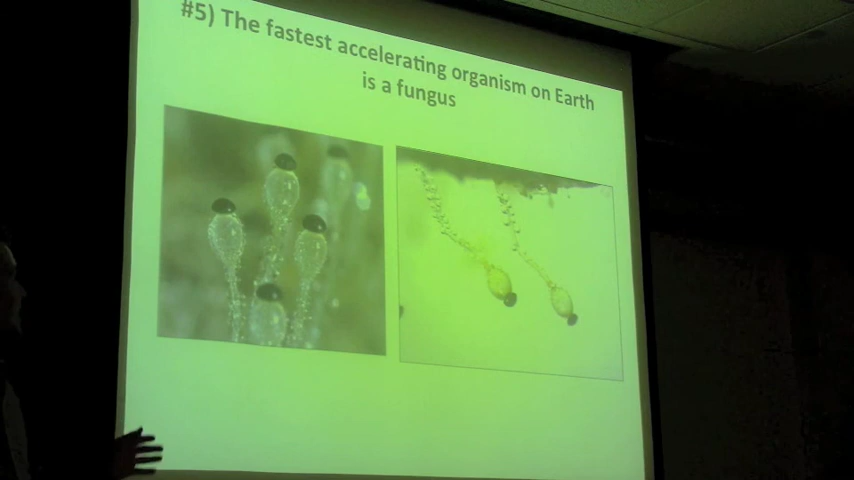 #5) The fastest accelerating organism on Earth
is a fungus